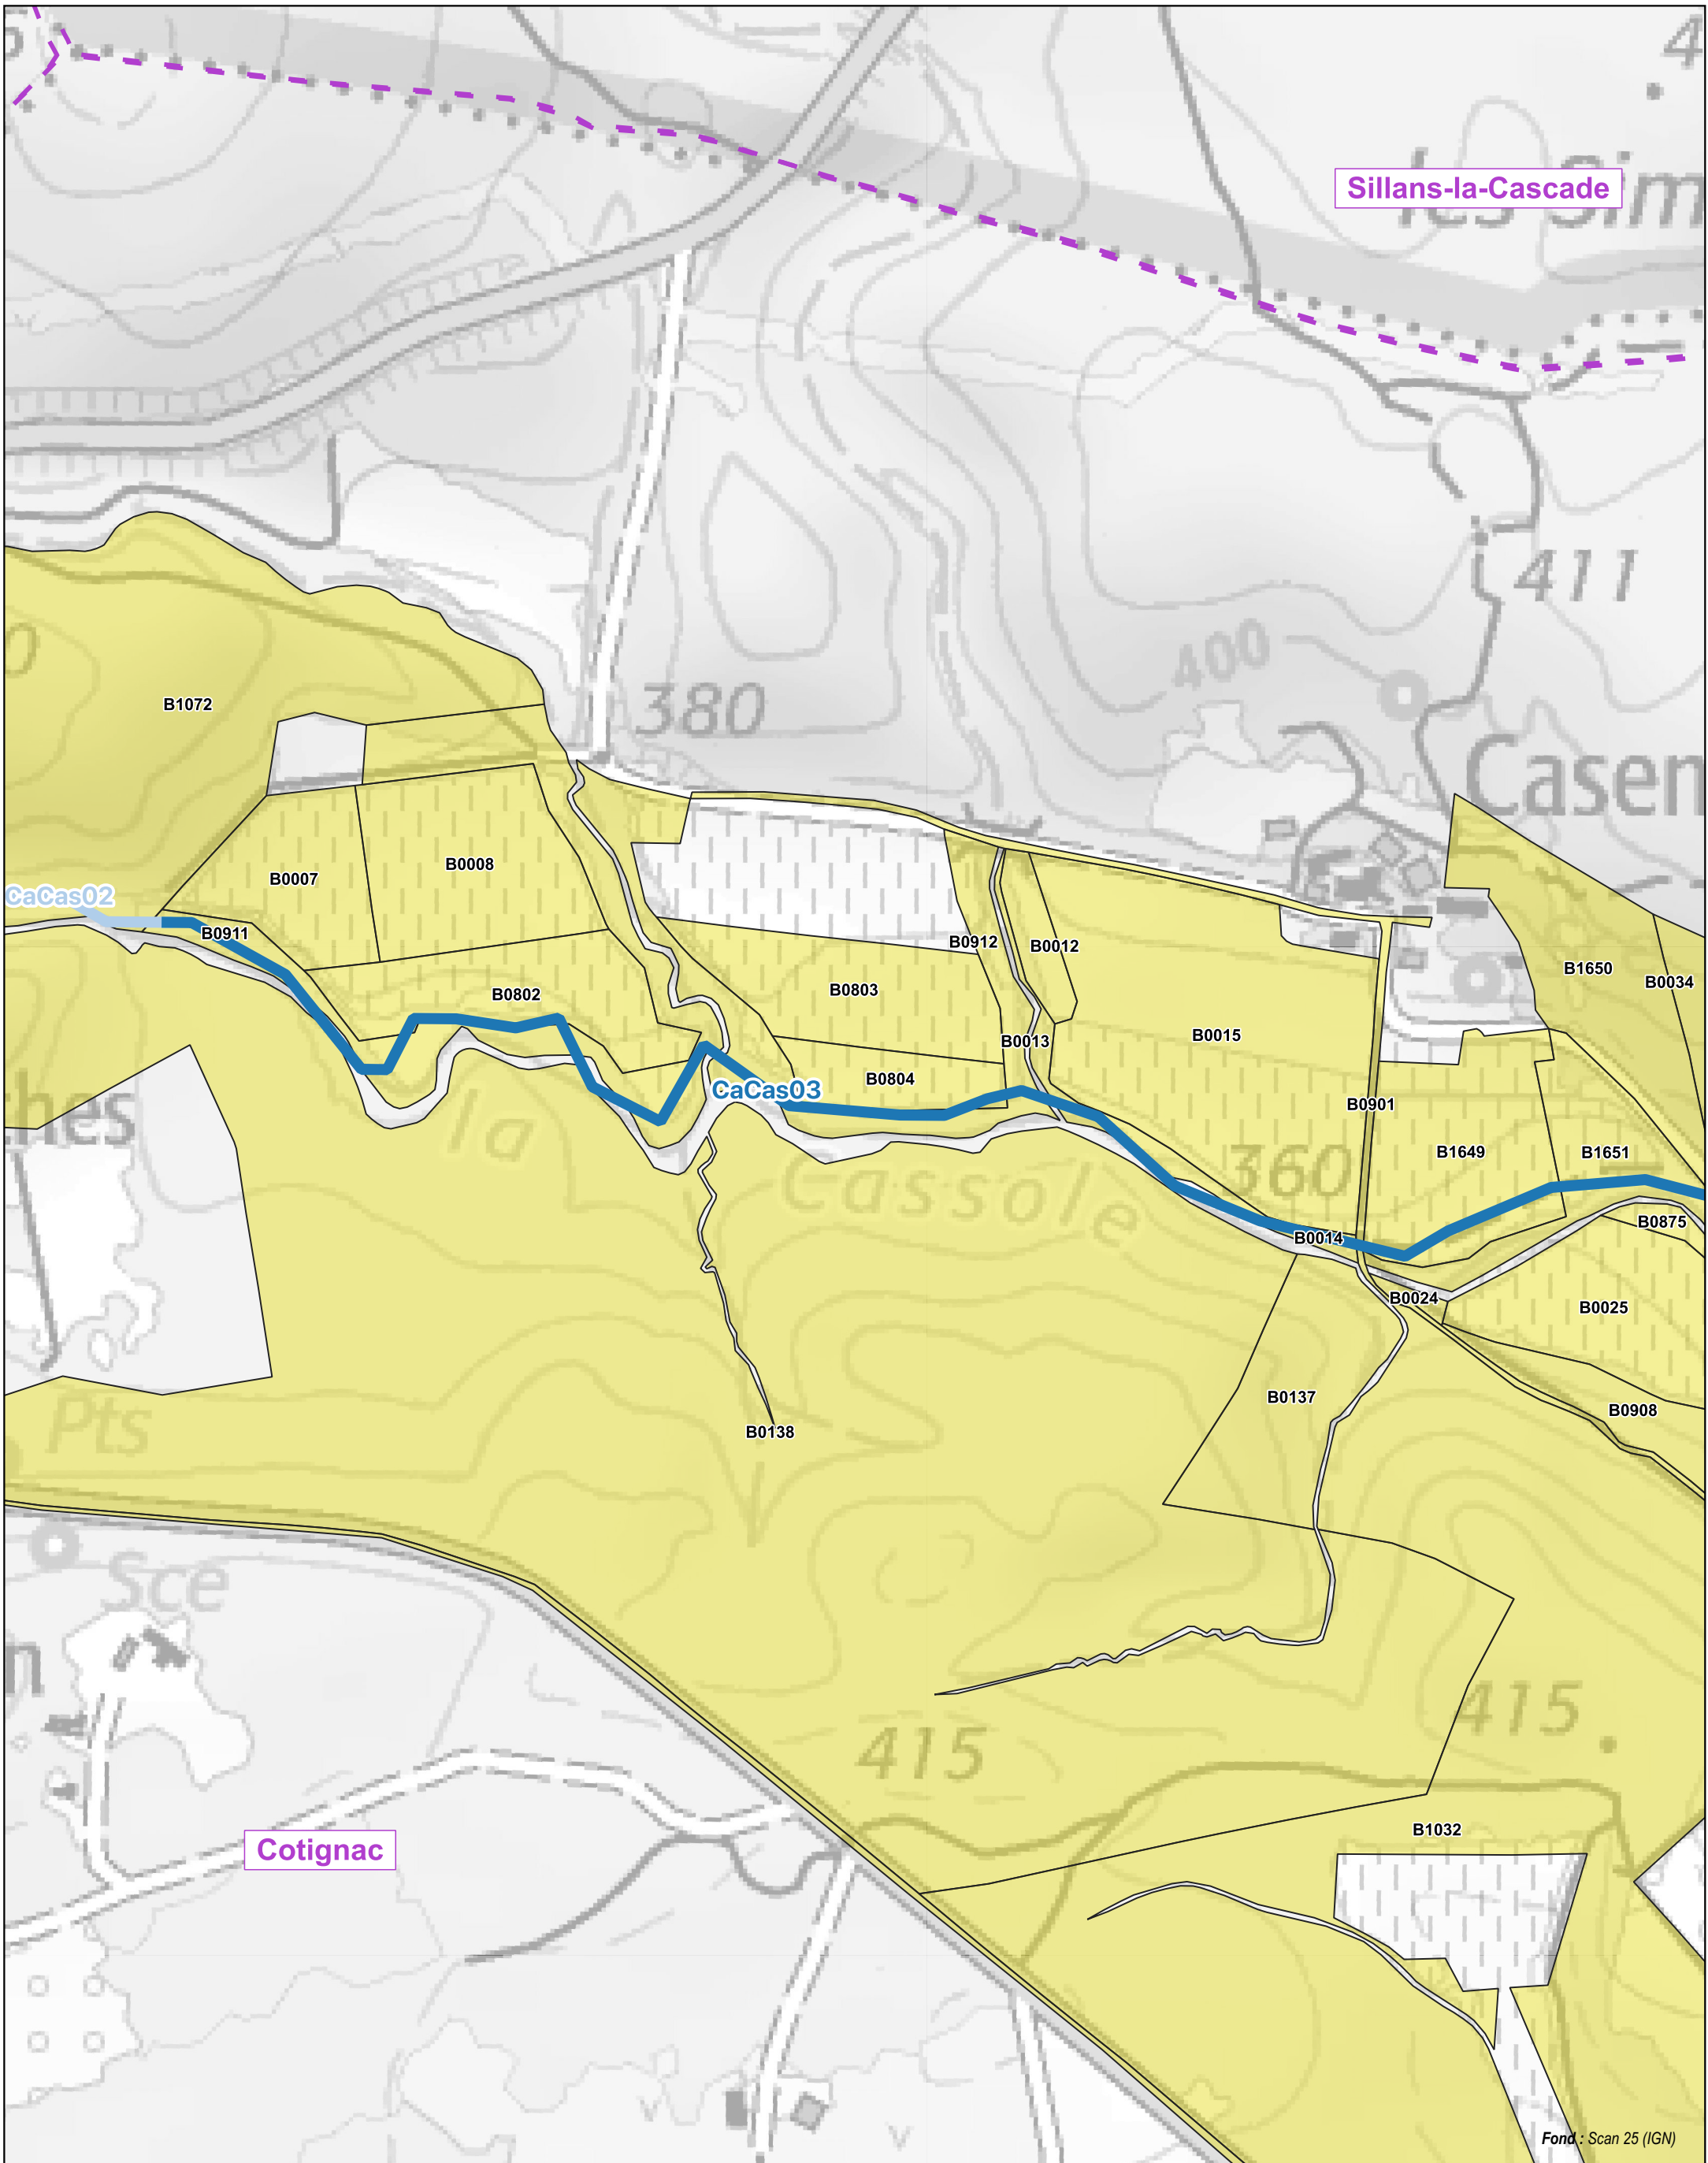 Sillans-la-Cascade
411
400
B1072
380
Casen
B0007
B0008
CaCas02
B0911
B0912
B0012
B1650
B0034
B0802
B0803
B0015
B0013
B0804
CaCas03
B0901
B1649
B1651
la Cassole
360
B0014
B0875
B0024
B0025
B0137
B0908
Pts
B0138
Sce
415
415
B1032
Cotignac
Fond : Scan 25 (IGN)